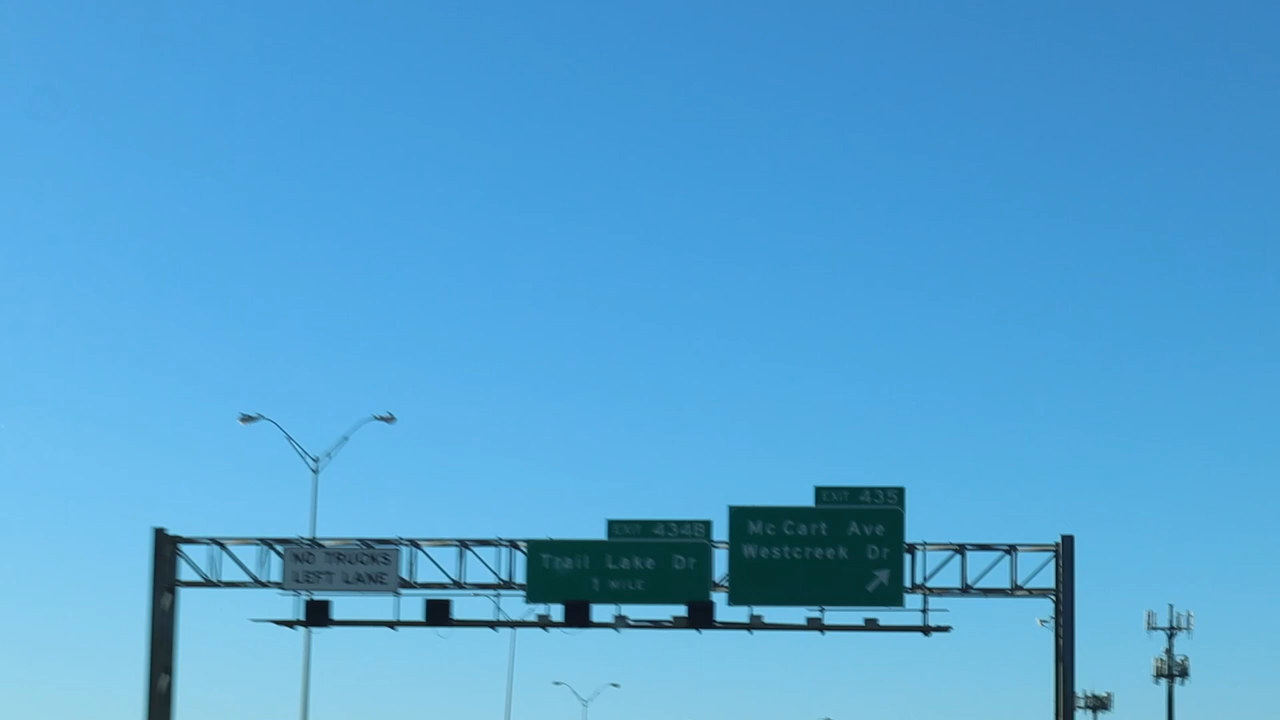 NO TRUCKS
LEFT LANE
EXIT 434B
Trail Lake Dr
1 MILE
EXIT 435
McCart Ave
Westcreek Dr